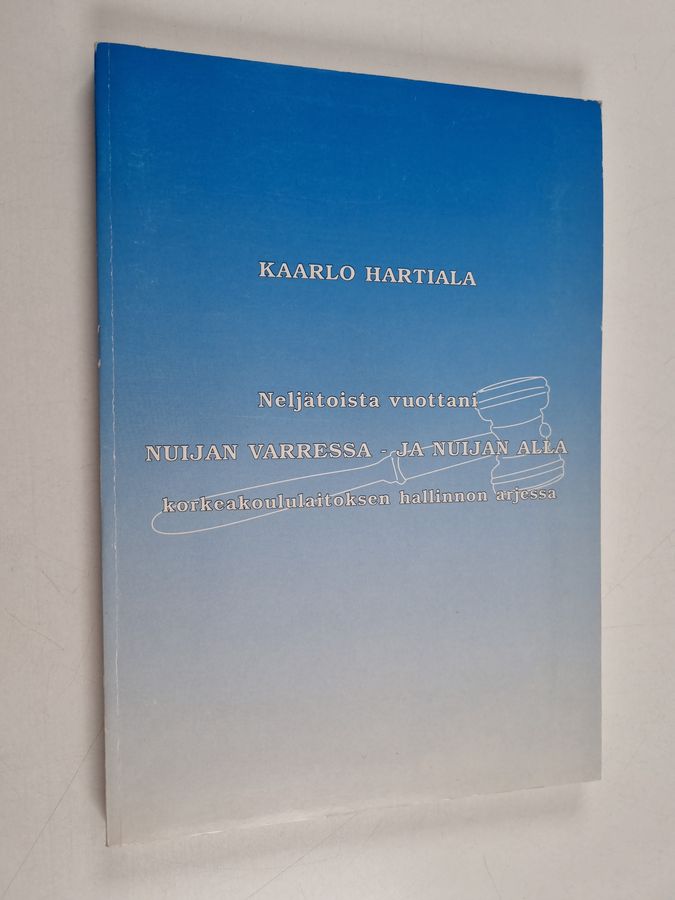 KAARLO HARTIALA
Neljätoista vuottani
NUIJAN VARRESSA - JA NUIJAN ALLA
korkeakoululaitoksen hallinnon arjessa